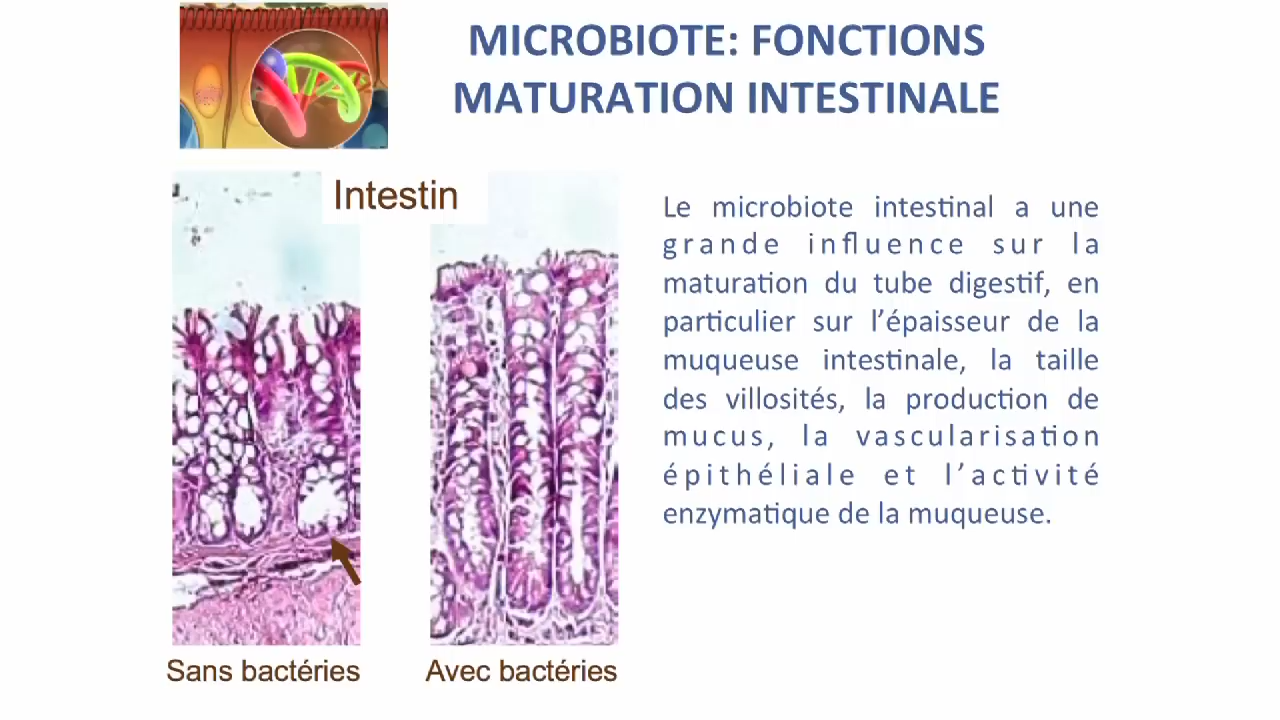 MICROBIOTE: FONCTIONS
MATURATION INTESTINALE
Intestin
Le microbiote intestinal a une
grande influence sur la
maturation du tube digestif, en
particulier sur l’épaisseur de la
muqueuse intestinale, la taille
des villosités, la production de
mucus, la vascularisation
épithéliale et l’activité
enzymatique de la muqueuse.
Sans bactéries
Avec bactéries